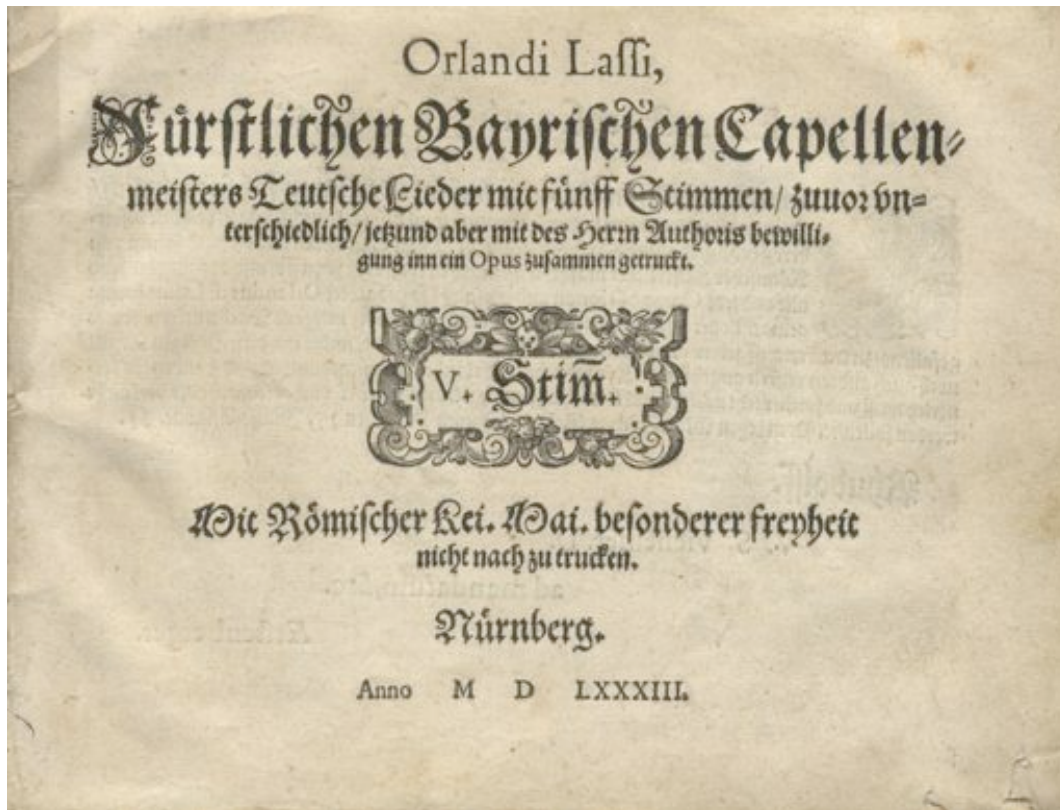 Orlandi Laſſi,
Fürſtlichen Bayriſchen Capellen⸗
meiſters Teutſche Lieder mit fünff Stimmen/ zuuor vn⸗
terſchiedlich/ jetzund aber mit des Herrn Authoris bewilli⸗
gung inn ein Opus zuſammen getruckt.
V. Stim̃.
Mit Römiſcher Kei. Mai. beſonderer freyheit
nicht nach zu trucken.
Nürnberg.
Anno M D LXXXIII.